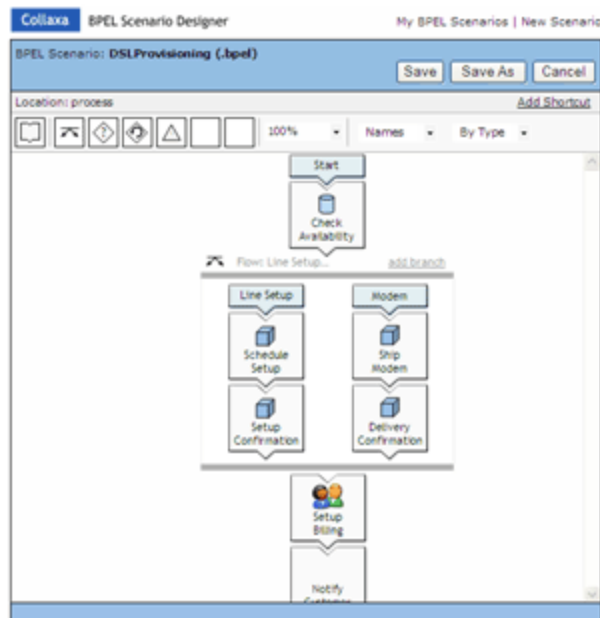 Collaxa BPEL Scenario Designer
My BPEL Scenarios | New Scenario
BPEL Scenario: DSLProvisioning (.bpel)
Save Save As Cancel
Location: process
Add Shortcut
100% Names By Type
Start
Check
Availability
Flow: Line Setup...
add branch
Line Setup
Modem
Schedule
Setup
Ship
Modem
Setup
Confirmation
Delivery
Confirmation
Setup
Billing
Notify
Customer